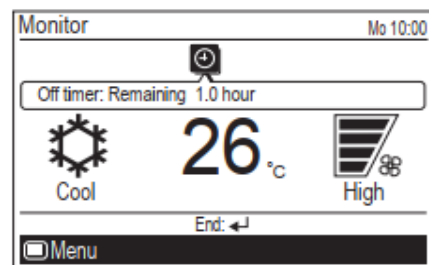 Monitor Mo 10:00
Off timer: Remaining 1.0 hour
26 °C
Cool High
End: ↵
Menu